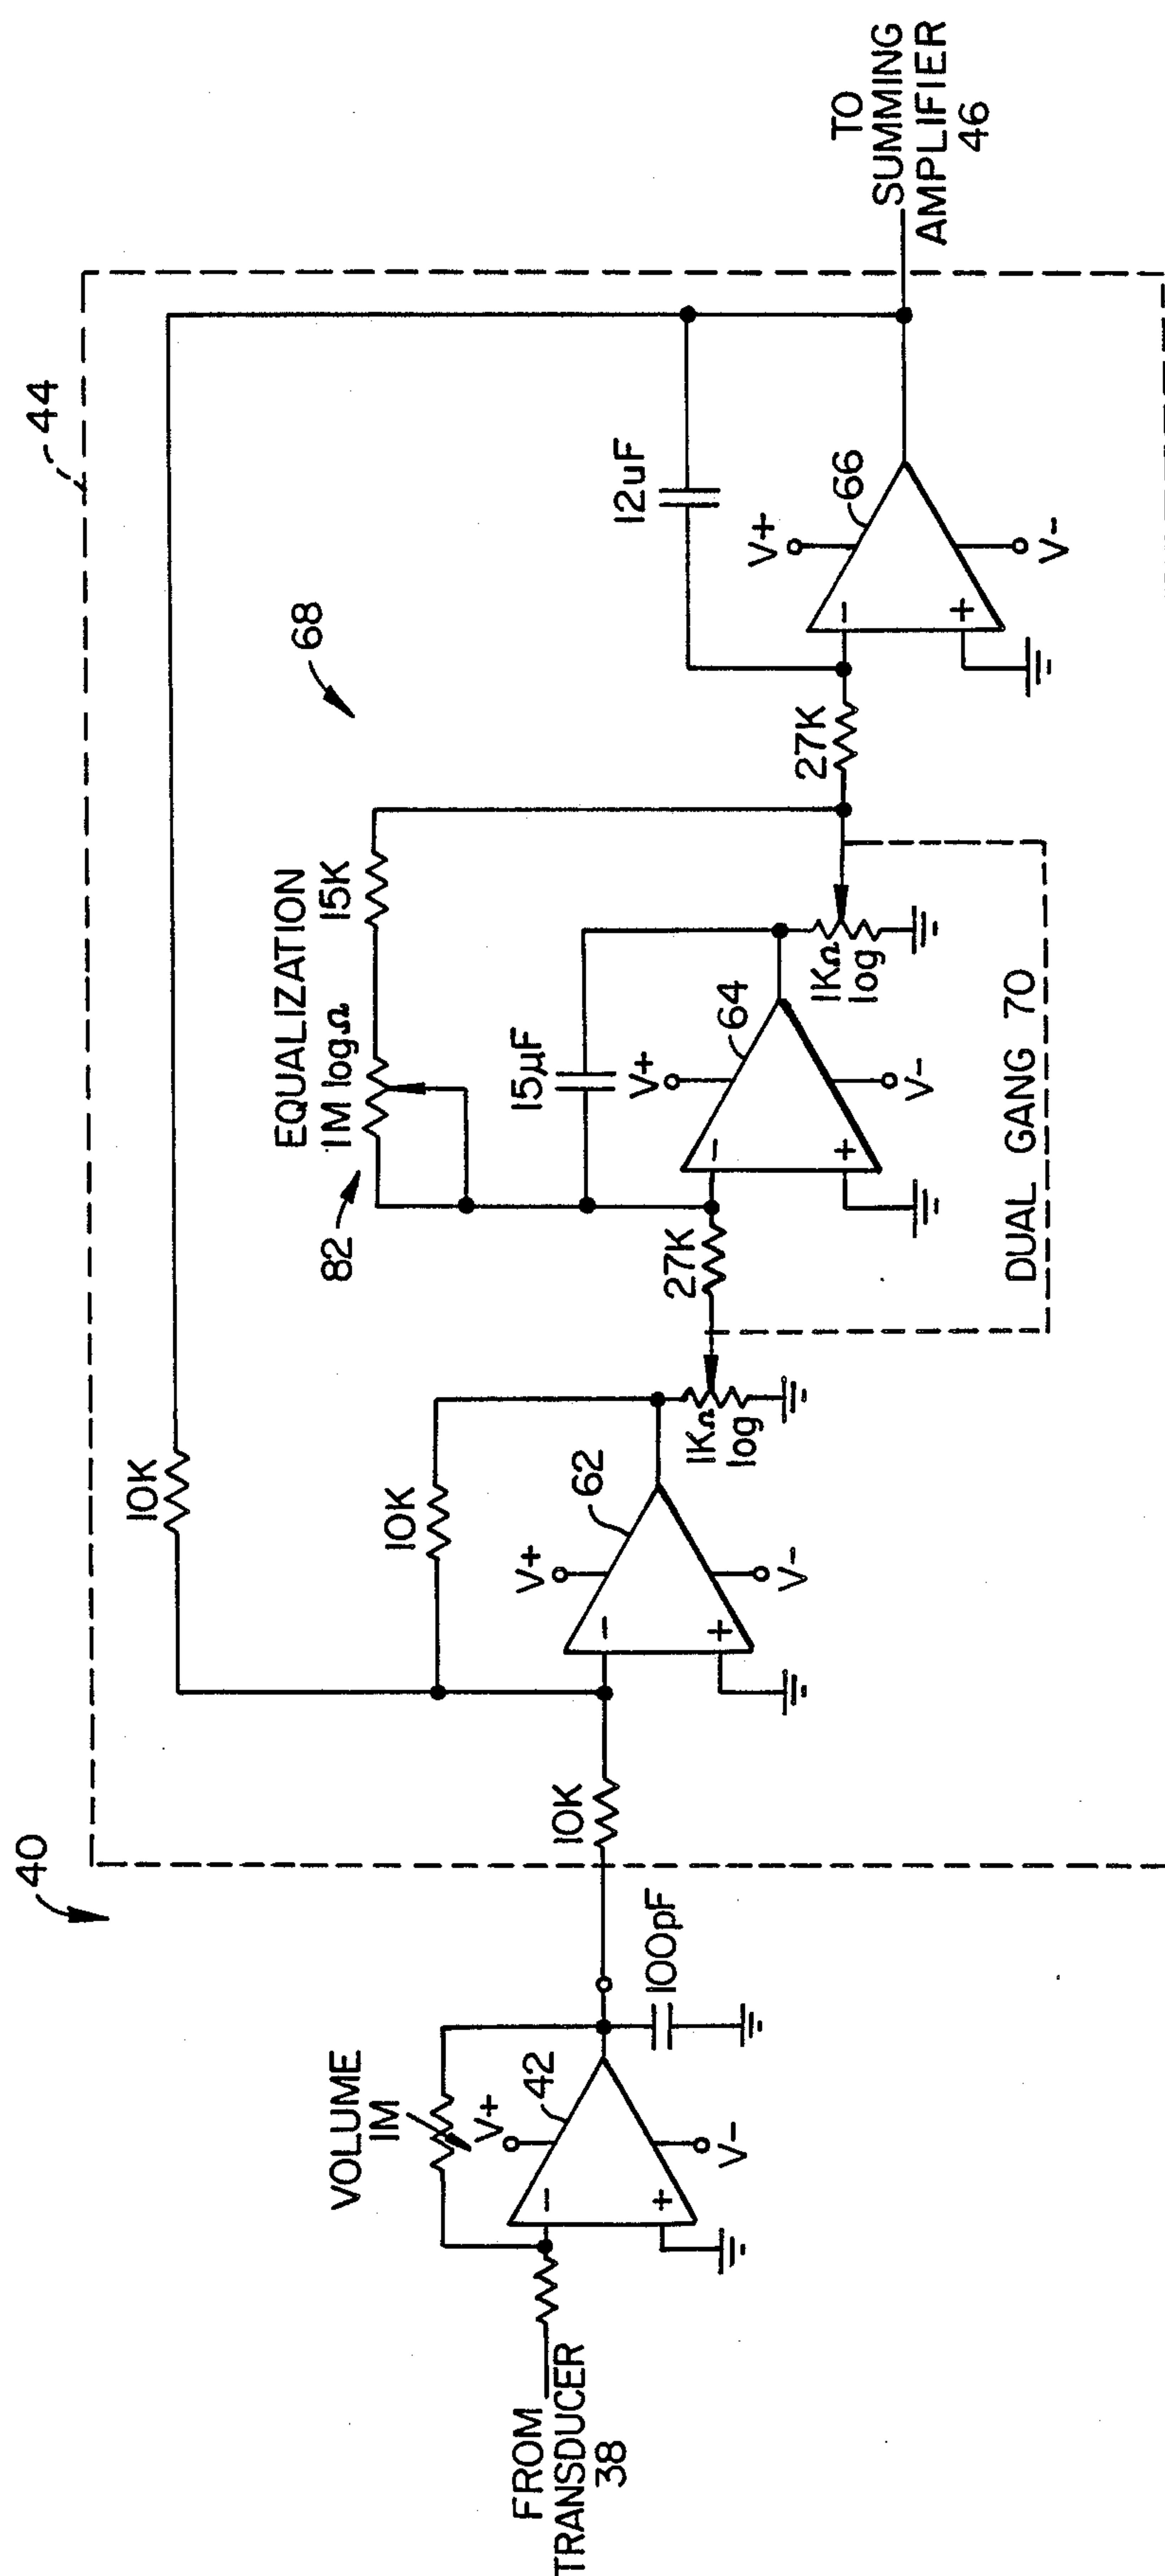 40
44
FROM
TRANSDUCER
38
VOLUME
1M
V+
42
-
+
V-
100pF
10K
10K
10K
V+
62
-
+
V-
1KΩ
log
27K
82
EQUALIZATION
1M logΩ
15K
15µF
V+
64
-
+
V-
1KΩ
log
DUAL GANG 70
68
27K
12uF
V+
66
-
+
V-
TO
SUMMING
AMPLIFIER
46